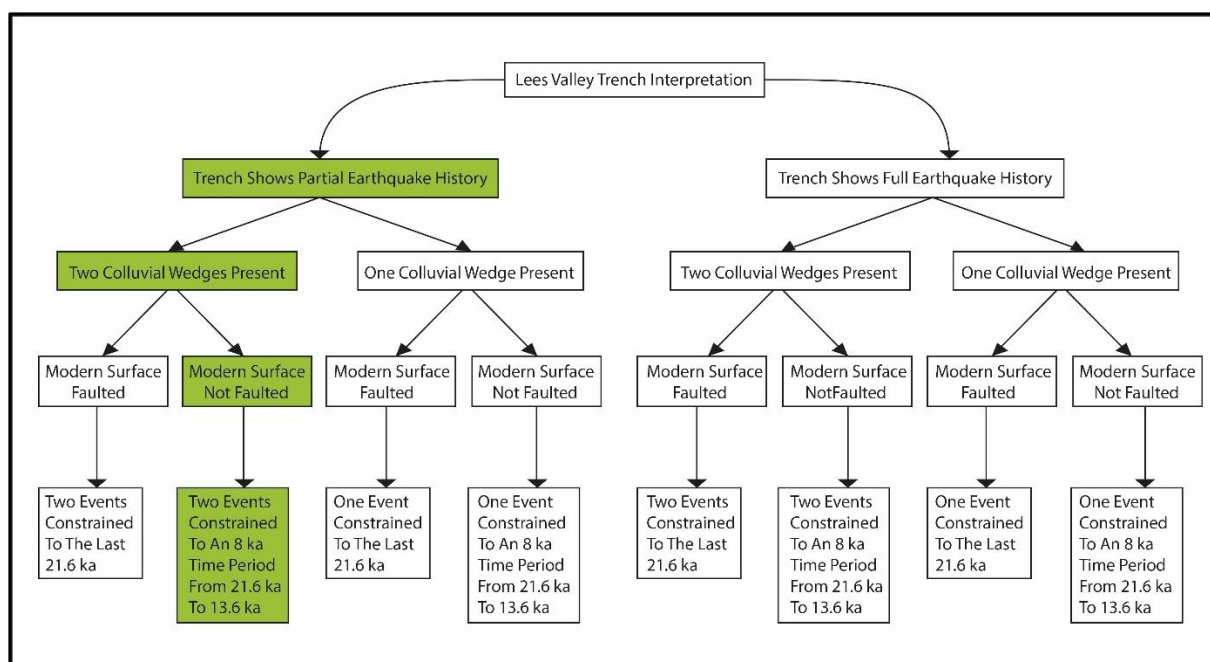 Lees Valley Trench Interpretation
Trench Shows Partial Earthquake History
Trench Shows Full Earthquake History
Two Colluvial Wedges Present
One Colluvial Wedge Present
Two Colluvial Wedges Present
One Colluvial Wedge Present
Modern Surface
Faulted
Modern Surface
Not Faulted
Modern Surface
Faulted
Modern Surface
Not Faulted
Modern Surface
Faulted
Modern Surface
NotFaulted
Modern Surface
Faulted
Modern Surface
Not Faulted
Two Events
Constrained
To The Last
21.6 ka
Two Events
Constrained
To An 8 ka
Time Period
From 21.6 ka
To 13.6 ka
One Event
Constrained
To The Last
21.6 ka
One Event
Constrained
To An 8 ka
Time Period
From 21.6 ka
To 13.6 ka
Two Events
Constrained
To The Last
21.6 ka
Two Events
Constrained
To An 8 ka
Time Period
From 21.6 ka
To 13.6 ka
One Event
Constrained
To The Last
21.6 ka
One Event
Constrained
To An 8 ka
Time Period
From 21.6 ka
To 13.6 ka